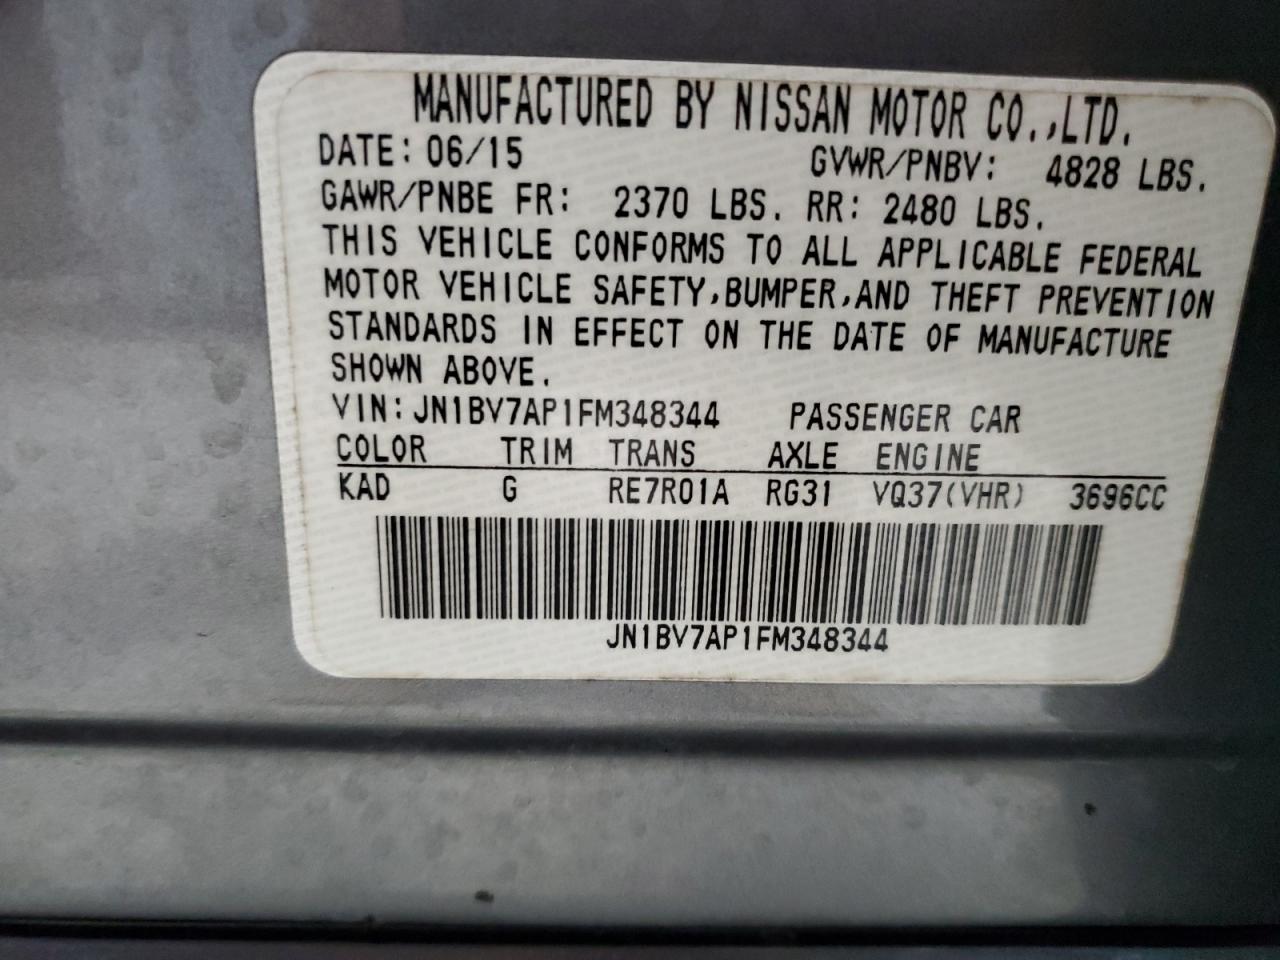 MANUFACTURED BY NISSAN MOTOR CO.,LTD.
DATE: 06/15 GVWR/PNBV: 4828 LBS.
GAWR/PNBE FR: 2370 LBS. RR: 2480 LBS.
THIS VEHICLE CONFORMS TO ALL APPLICABLE FEDERAL
MOTOR VEHICLE SAFETY,BUMPER,AND THEFT PREVENTION
STANDARDS IN EFFECT ON THE DATE OF MANUFACTURE
SHOWN ABOVE.
VIN: JN1BV7AP1FM348344 PASSENGER CAR
COLOR TRIM TRANS AXLE ENGINE
KAD G RE7R01A RG31 VQ37(VHR) 3696CC
JN1BV7AP1FM348344